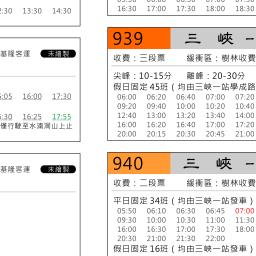 2:30 13:30 14:30
基隆客運 未繪製
5:05 16:00 17:30
5:30 16:25 17:55
僅行駛至水湳洞山上止
基隆客運 未繪製
16:30 17:00 17:30 18:00
939 三 峽 -
收費：三段票 緩衝區：樹林收費
尖峰：10-15分 離峰：20-30分
假日固定45班 ( 均由三峽一站學成路
06:00 06:20 06:40 07:00 07:20
09:20 09:40 10:00 10:20 10:40
12:40 13:00 13:20 13:40 14:00
16:00 16:20 16:40 17:00 17:20
20:00 20:15 20:30 20:45 21:00
940 三 峽 -
收費：二段票 緩衝區：樹林收費
平日固定34班 ( 均由三峽一站發車 )
05:50 06:10 06:30 06:45 07:00
09:30 10:00 10:30 11:00 11:30
16:00 16:30 17:00 17:30 18:00
20:30 21:00 21:30 22:00
假日固定16班 ( 均由三峽一站發車 )